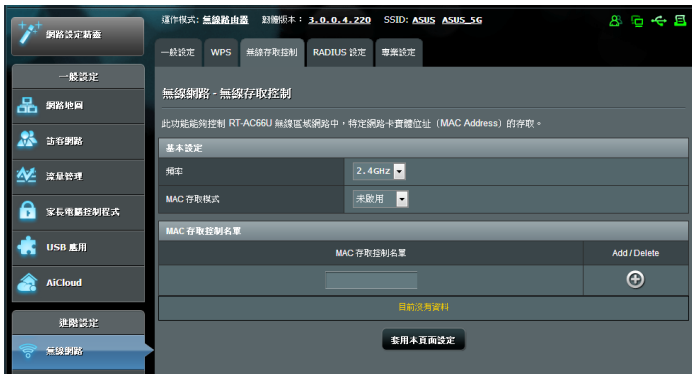 網路設定精靈
運作模式: 無線路由器 韌體版本: 3.0.0.4.220 SSID: ASUS ASUS_5G
一般設定 WPS 無線存取控制 RADIUS 設定 專業設定
一般設定
網路地圖
訪客網路
流量管理
家長電腦控制程式
USB 應用
AiCloud
進階設定
無線網路
無線網路 - 無線存取控制
此功能能夠控制 RT-AC66U 無線區域網路中，特定網路卡實體位址（MAC Address）的存取。
基本設定
頻率 2.4GHz
MAC 存取模式 未啟用
MAC 存取控制名單
MAC 存取控制名單 Add / Delete
目前沒有資料
套用本頁面設定